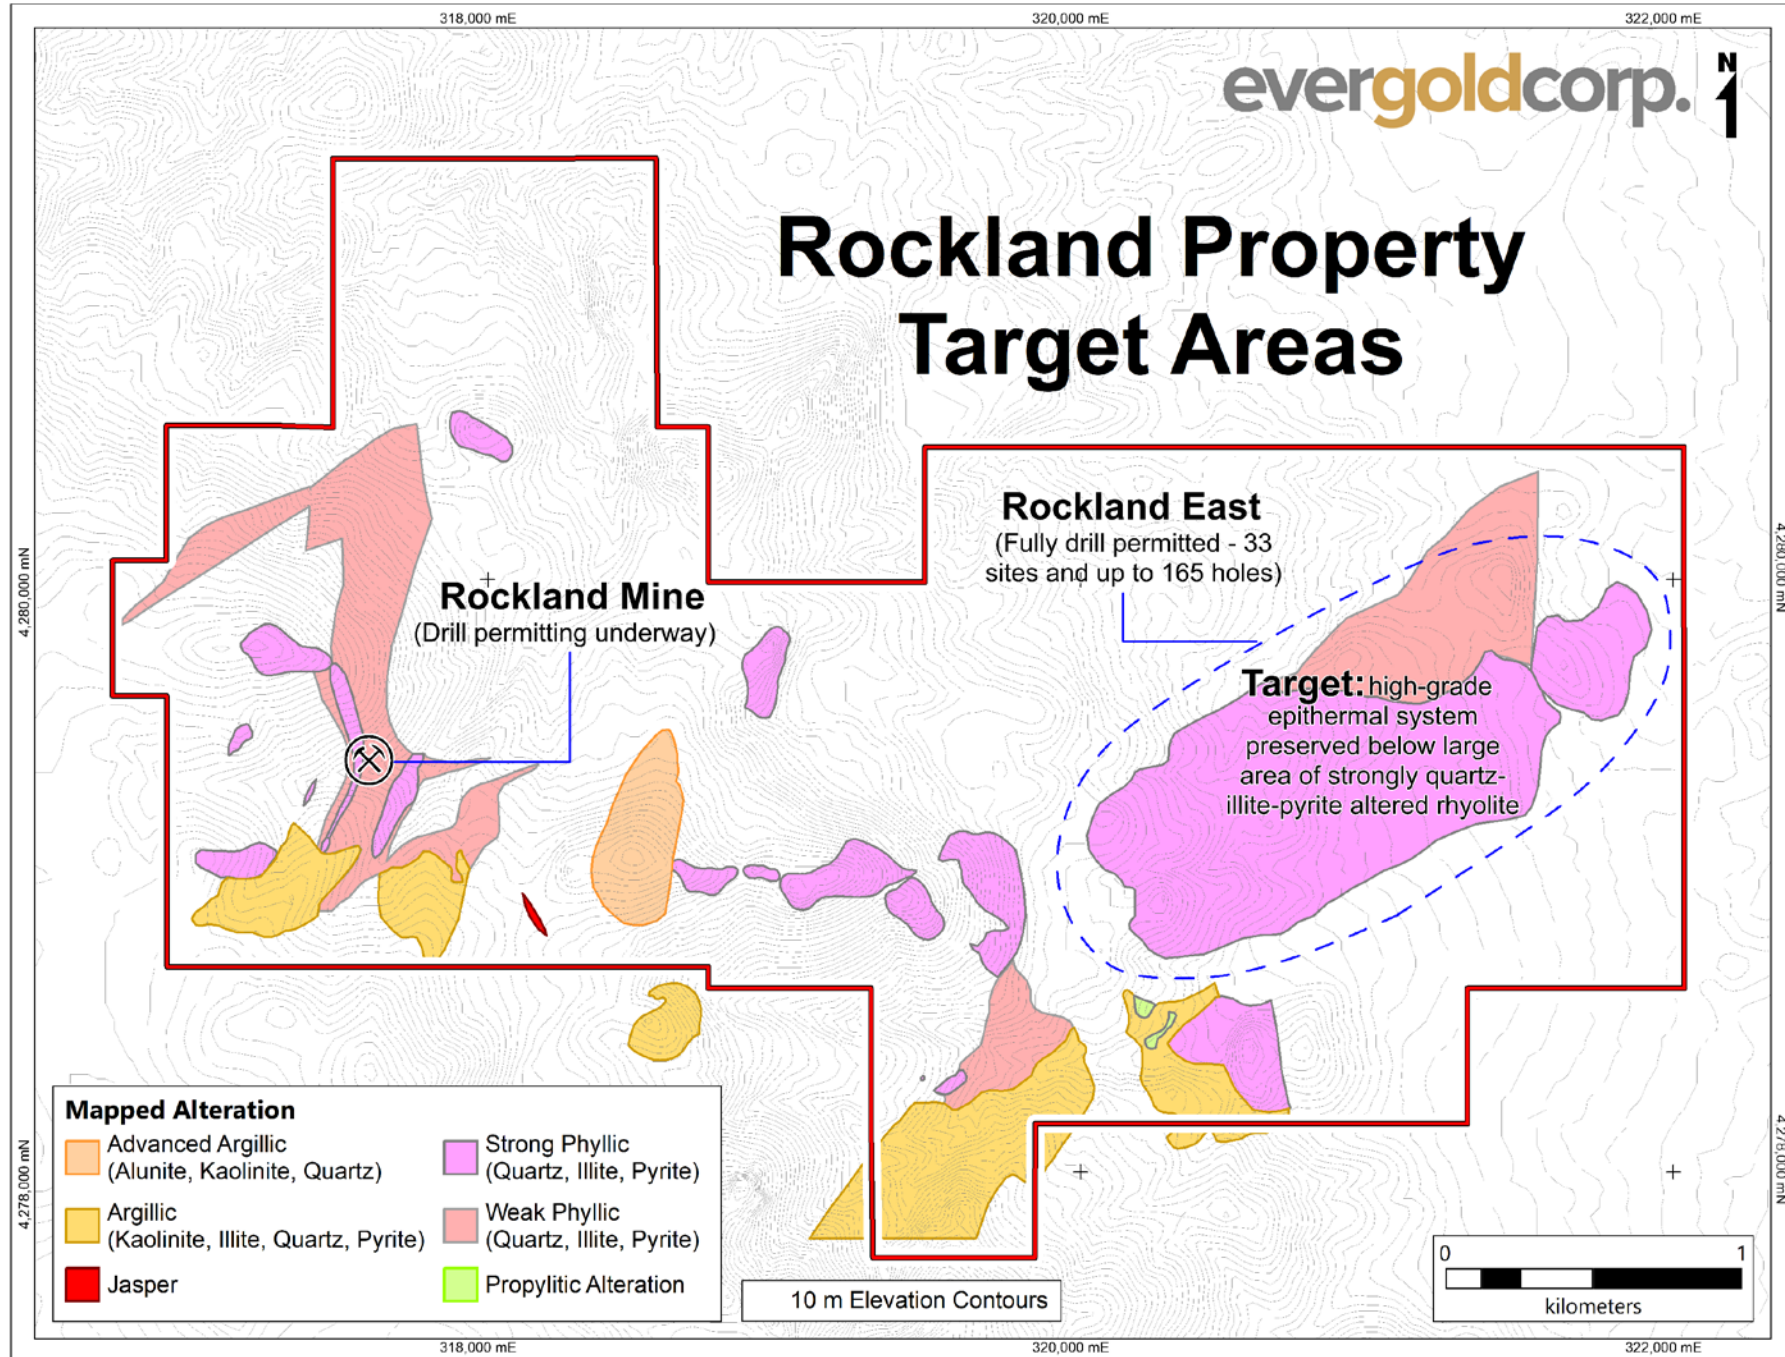 318,000 mE
320,000 mE
322,000 mE
evergoldcorp.
N
Rockland Property
Target Areas
Rockland East
(Fully drill permitted - 33
sites and up to 165 holes)
4,280,000 mN
4,280,000 mN
Rockland Mine
(Drill permitting underway)
Target: high-grade
epithermal system
preserved below large
area of strongly quartz-
illite-pyrite altered rhyolite
Mapped Alteration
Advanced Argillic
(Alunite, Kaolinite, Quartz)
Argillic
(Kaolinite, Illite, Quartz, Pyrite)
Jasper
Strong Phyllic
(Quartz, Illite, Pyrite)
Weak Phyllic
(Quartz, Illite, Pyrite)
Propylitic Alteration
4,278,000 mN
4,278,000 mN
10 m Elevation Contours
0 1
kilometers
318,000 mE
320,000 mE
322,000 mE